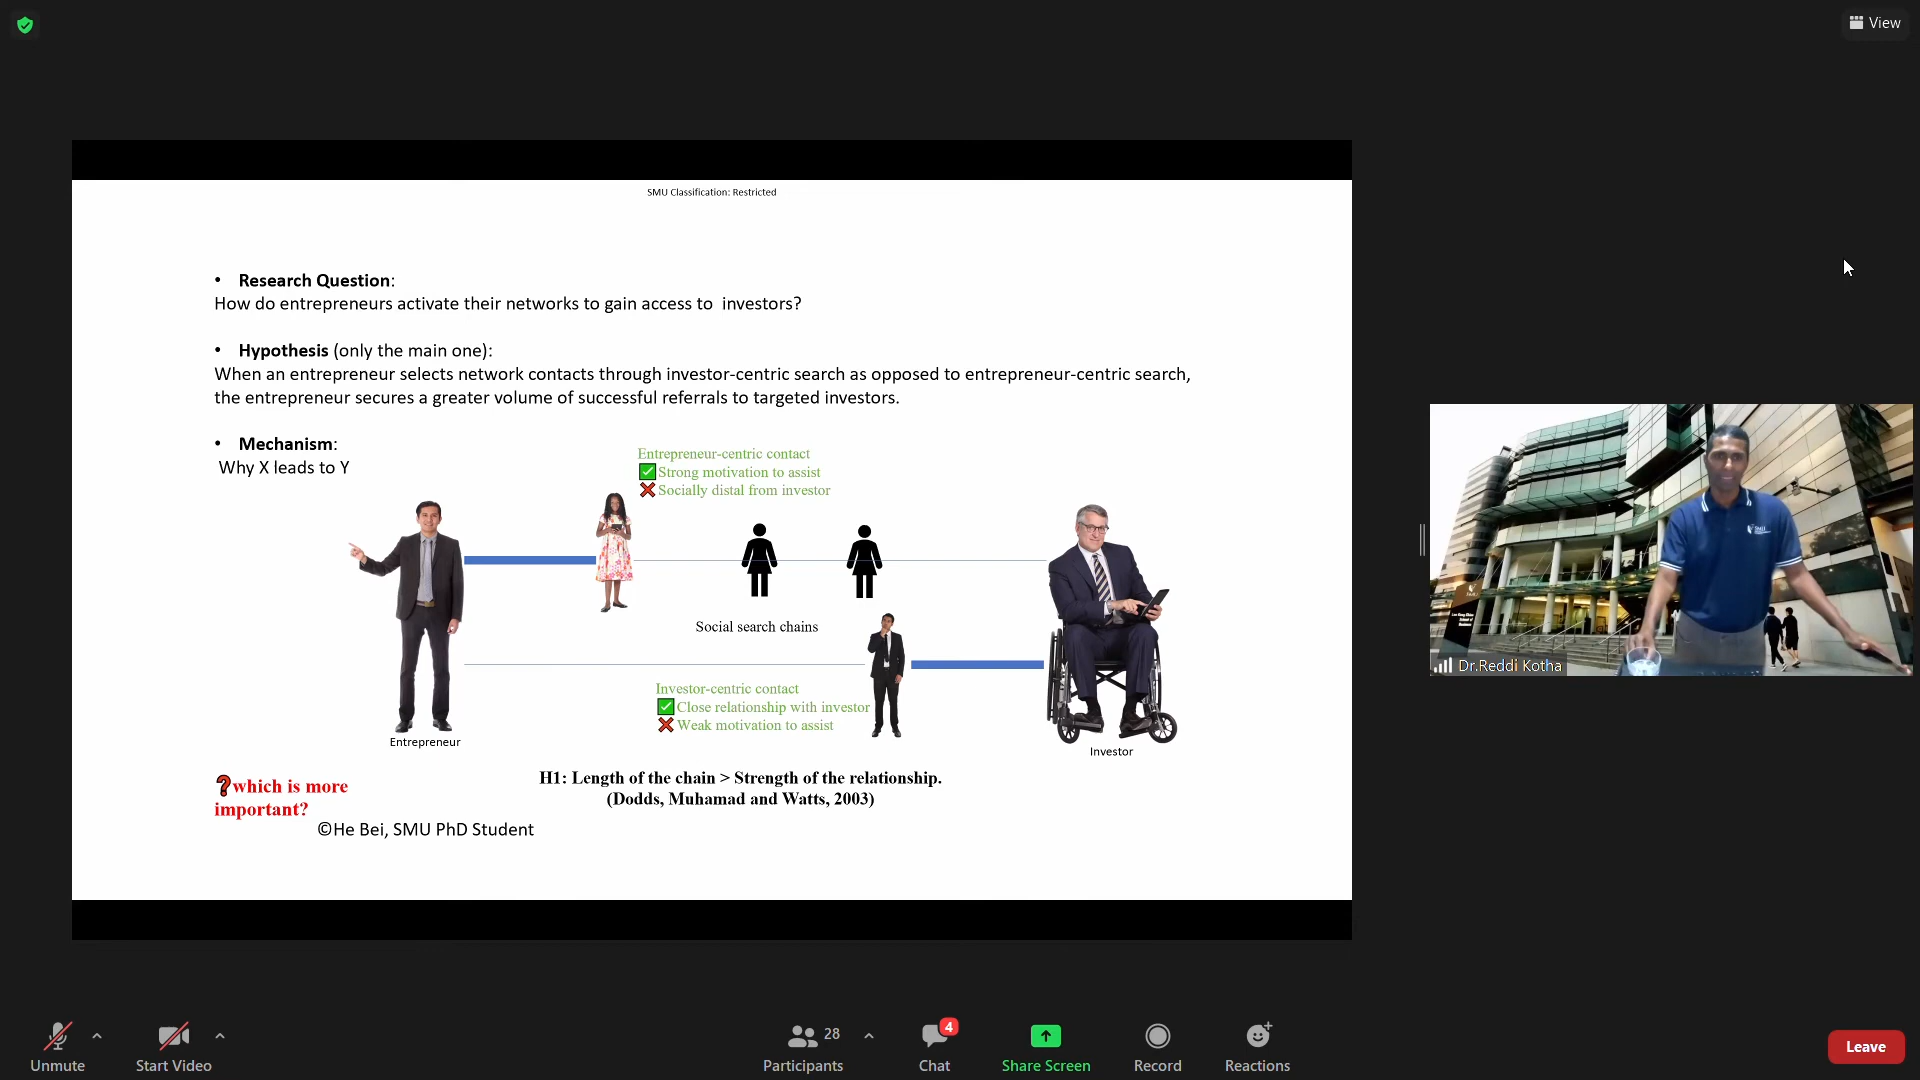 View
SMU Classification: Restricted
• Research Question:
How do entrepreneurs activate their networks to gain access to investors?
• Hypothesis (only the main one):
When an entrepreneur selects network contacts through investor-centric search as opposed to entrepreneur-centric search,
the entrepreneur secures a greater volume of successful referrals to targeted investors.
• Mechanism:
Why X leads to Y
Entrepreneur-centric contact
✅Strong motivation to assist
❌Socially distal from investor
Social search chains
Investor-centric contact
✅Close relationship with investor
❌Weak motivation to assist
Entrepreneur
Investor
❓which is more
important?
H1: Length of the chain > Strength of the relationship.
(Dodds, Muhamad and Watts, 2003)
©He Bei, SMU PhD Student
SMU
Dr.Reddi Kotha
Unmute
Start Video
28
Participants
4
Chat
Share Screen
Record
Reactions
Leave